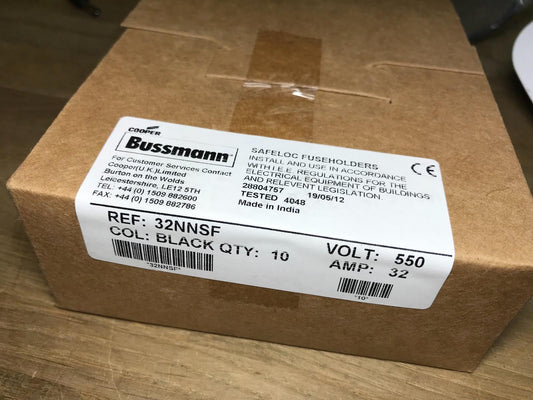 COOPER
Bussmann
For Customer Services Contact
Cooper(U.K.)Limited
Burton on the Wolds
Leicestershire, LE12 5TH
TEL: +44 (0) 1509 882600
FAX: +44 (0) 1509 882786
SAFELOC FUSEHOLDERS
INSTALL AND USE IN ACCORDANCE
WITH I.E.E. REGULATIONS FOR THE
ELECTRICAL EQUIPMENT OF BUILDINGS
AND RELEVENT LEGISLATION
28804757 19/05/12
TESTED 4048
Made in India
CE
REF: 32NNSF
COL: BLACK QTY: 10
VOLT: 550
AMP: 32
*32NNSF*
*10*